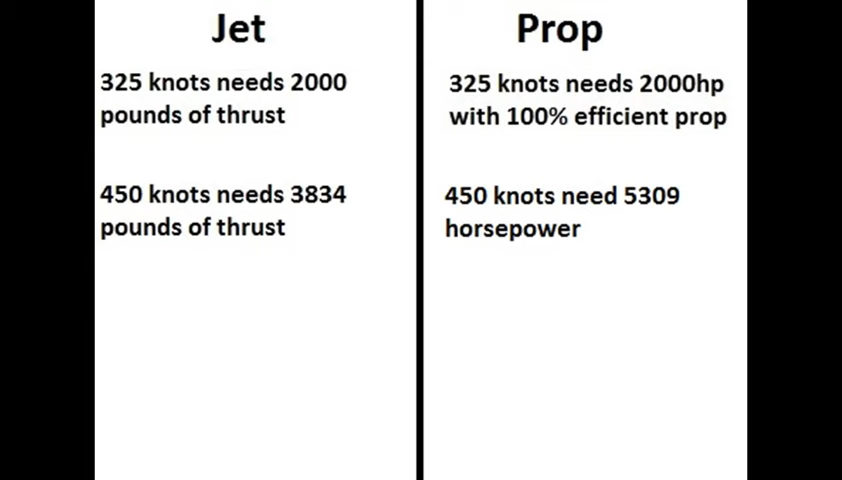 Jet
325 knots needs 2000
pounds of thrust
450 knots needs 3834
pounds of thrust
Prop
325 knots needs 2000hp
with 100% efficient prop
450 knots need 5309
horsepower